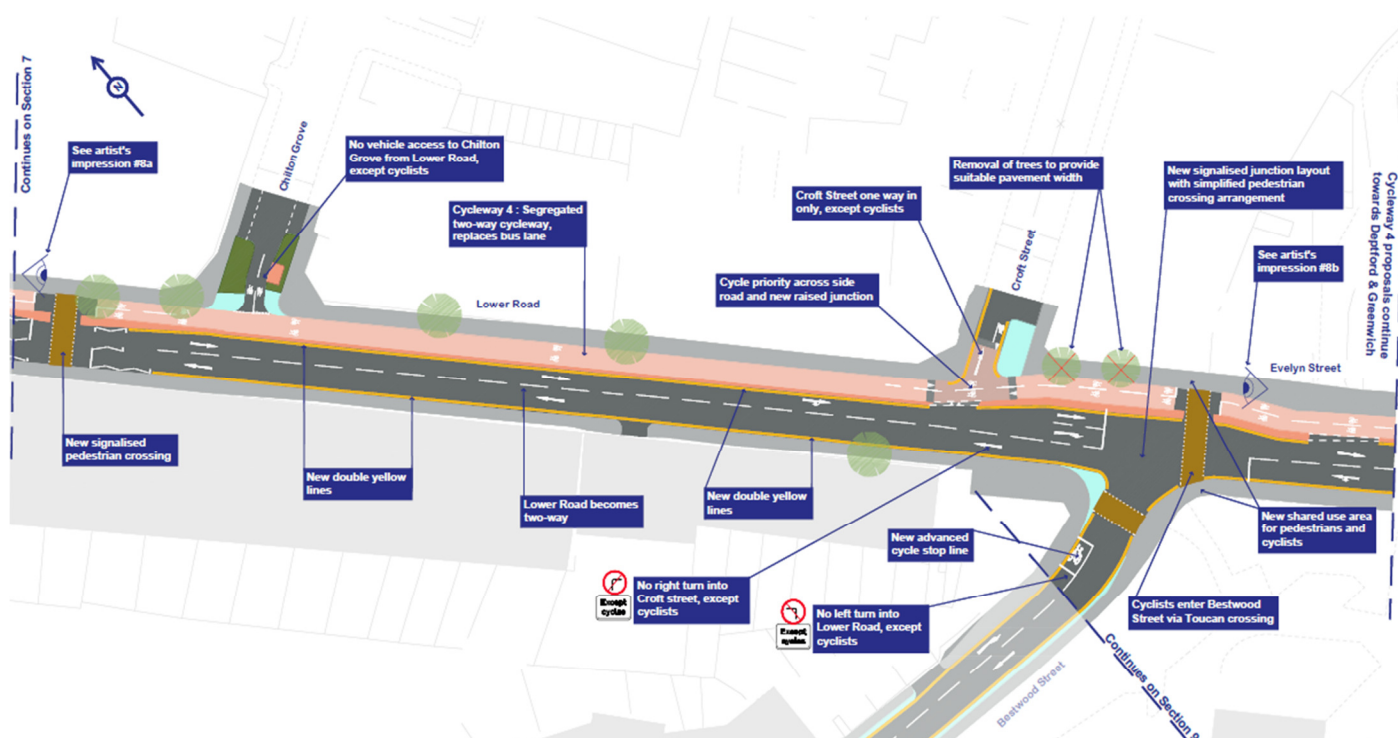 Continues on Section 7
N
See artist's
impression #8a
Chilton Grove
No vehicle access to Chilton
Grove from Lower Road,
except cyclists
Cycleway 4 : Segregated
two-way cycleway,
replaces bus lane
Lower Road
Croft Street one way in
only, except cyclists
Cycle priority across side
road and new raised junction
Croft Street
Removal of trees to provide
suitable pavement width
New signalised junction layout
with simplified pedestrian
crossing arrangement
See artist's
impression #8b
Evelyn Street
Cycleway 4 proposals continue
towards Deptford & Greenwich
New signalised
pedestrian crossing
New double yellow
lines
Lower Road becomes
two-way
New double yellow
lines
New advanced
cycle stop line
New shared use area
for pedestrians and
cyclists
Except
cycles
No right turn into
Croft street, except
cyclists
Except
cycles
No left turn into
Lower Road, except
cyclists
Cyclists enter Bestwood
Street via Toucan crossing
Bestwood Street
Continues on Section 9